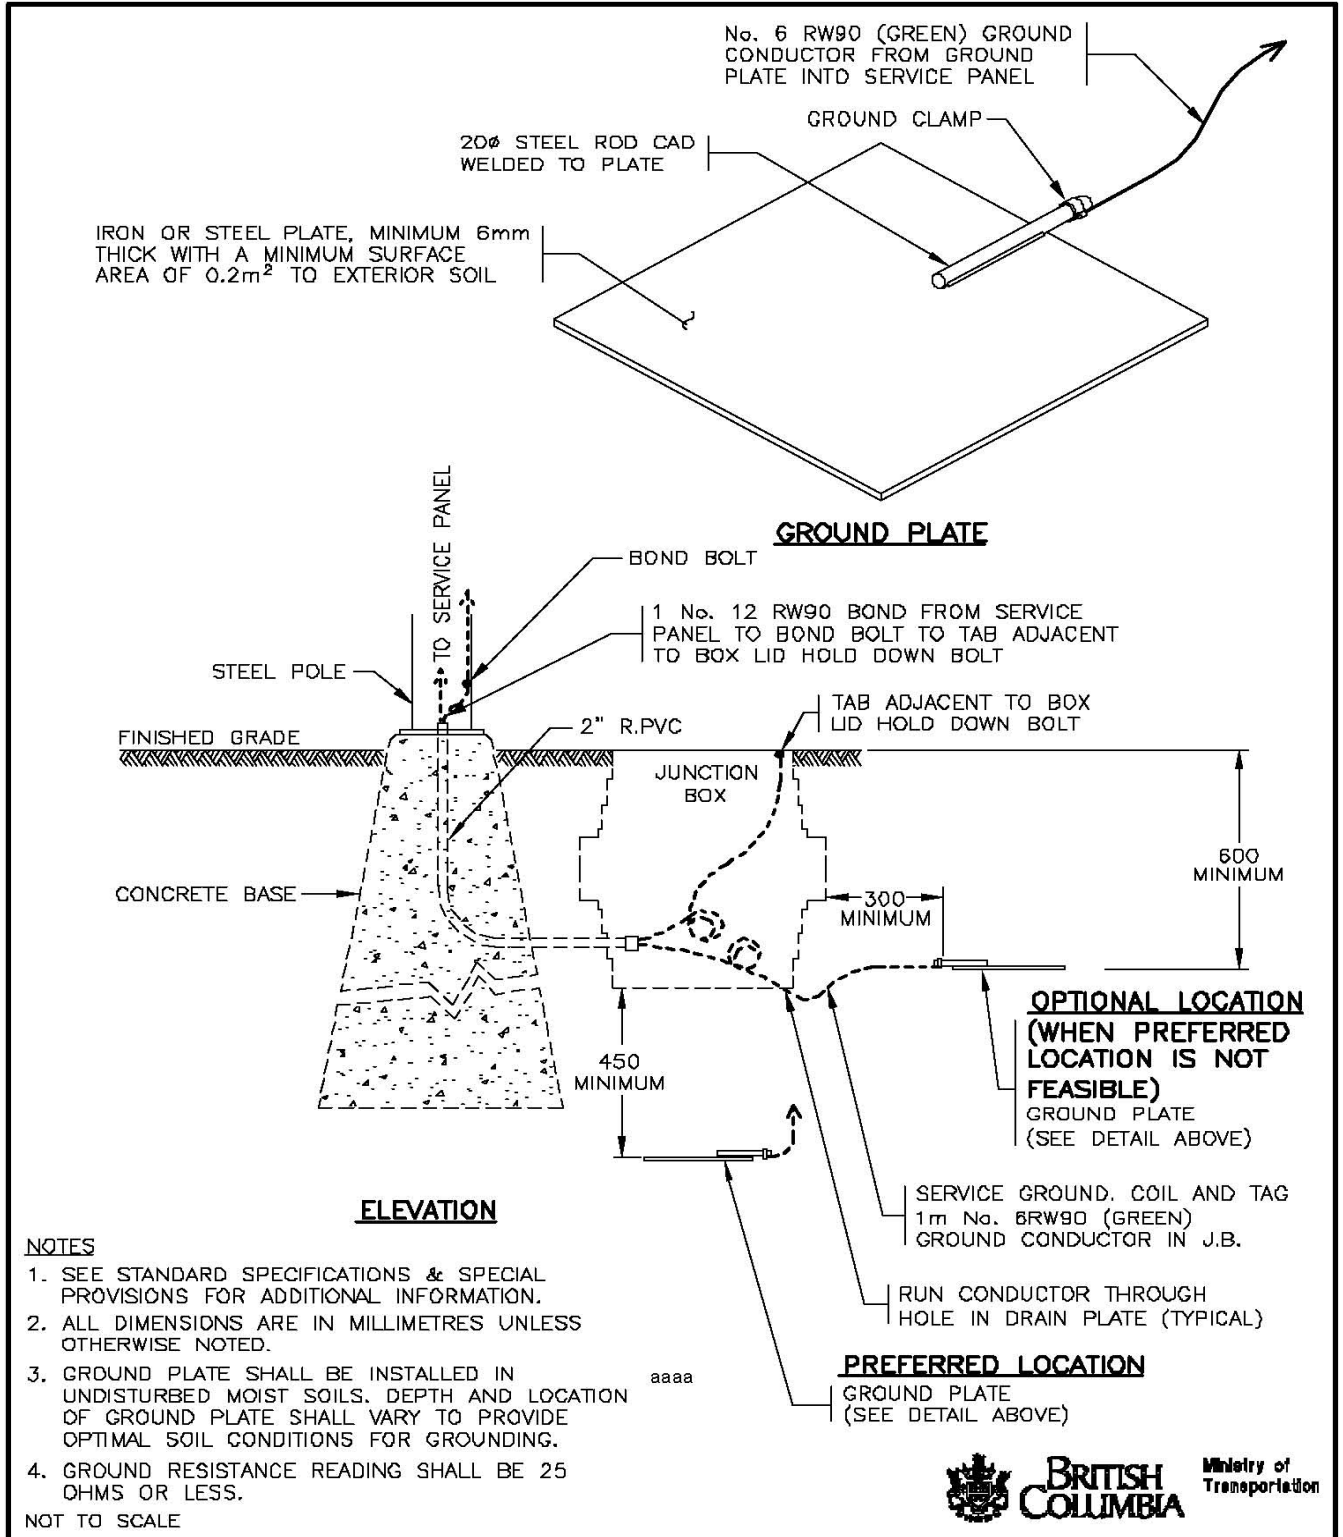 No. 6 RW90 (GREEN) GROUND
CONDUCTOR FROM GROUND
PLATE INTO SERVICE PANEL
GROUND CLAMP
20ø STEEL ROD CAD
WELDED TO PLATE
IRON OR STEEL PLATE, MINIMUM 6mm
THICK WITH A MINIMUM SURFACE
AREA OF 0.2m² TO EXTERIOR SOIL
GROUND PLATE
TO SERVICE PANEL
BOND BOLT
1 No. 12 RW90 BOND FROM SERVICE
PANEL TO BOND BOLT TO TAB ADJACENT
TO BOX LID HOLD DOWN BOLT
STEEL POLE
TAB ADJACENT TO BOX
LID HOLD DOWN BOLT
2" R.PVC
FINISHED GRADE
JUNCTION
BOX
600
MINIMUM
CONCRETE BASE
300
MINIMUM
OPTIONAL LOCATION
(WHEN PREFERRED
LOCATION IS NOT
FEASIBLE)
GROUND PLATE
(SEE DETAIL ABOVE)
450
MINIMUM
SERVICE GROUND. COIL AND TAG
1m No. 6RW90 (GREEN)
GROUND CONDUCTOR IN J.B.
ELEVATION
RUN CONDUCTOR THROUGH
HOLE IN DRAIN PLATE (TYPICAL)
PREFERRED LOCATION
GROUND PLATE
(SEE DETAIL ABOVE)
NOTES
1. SEE STANDARD SPECIFICATIONS & SPECIAL
PROVISIONS FOR ADDITIONAL INFORMATION.
2. ALL DIMENSIONS ARE IN MILLIMETRES UNLESS
OTHERWISE NOTED.
3. GROUND PLATE SHALL BE INSTALLED IN
UNDISTURBED MOIST SOILS. DEPTH AND LOCATION
OF GROUND PLATE SHALL VARY TO PROVIDE
OPTIMAL SOIL CONDITIONS FOR GROUNDING.
aaaa
4. GROUND RESISTANCE READING SHALL BE 25
OHMS OR LESS.
NOT TO SCALE
BRITISH
COLUMBIA
Ministry of
Transportation